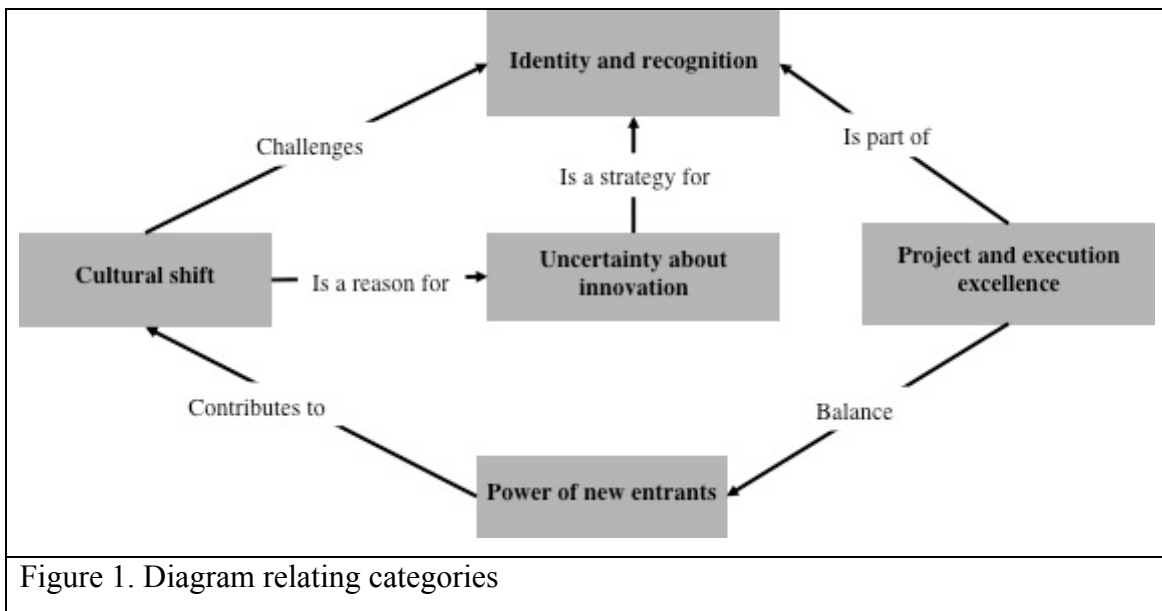 Identity and recognition
Challenges
Is part of
Is a strategy for
Cultural shift
Is a reason for
Uncertainty about
innovation
Project and execution
excellence
Contributes to
Balance
Power of new entrants
Figure 1. Diagram relating categories